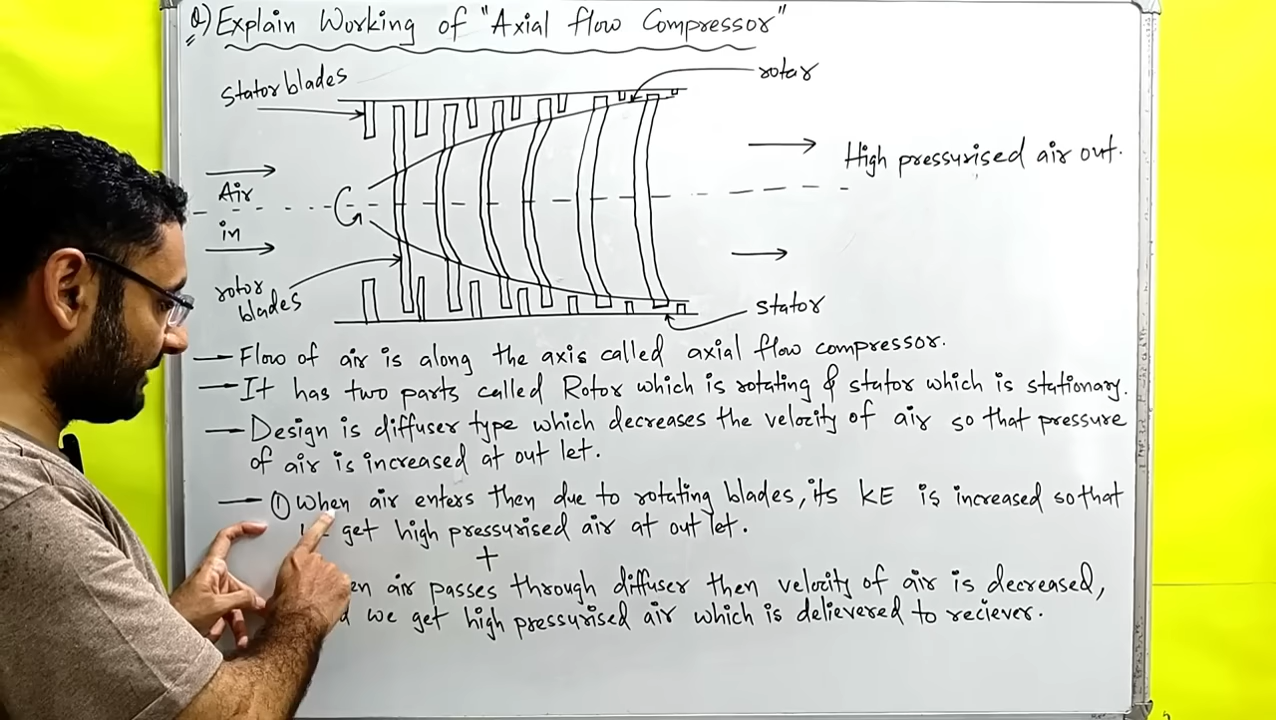 Q) Explain Working of "Axial flow Compressor"
stator blades
rotar
Air
in
High pressurised air out.
rotor
blades
stator
— Flow of air is along the axis called axial flow compressor.
— It has two parts called Rotor which is rotating & stator which is stationary.
— Design is diffuser type which decreases the velocity of air so that pressure
of air is increased at out let.
— ① When air enters then due to rotating blades, its KE is increased so that
get high pressurised air at out let.
+
air passes through diffuser then velocity of air is decreased,
we get high pressurised air which is delievered to reciever.